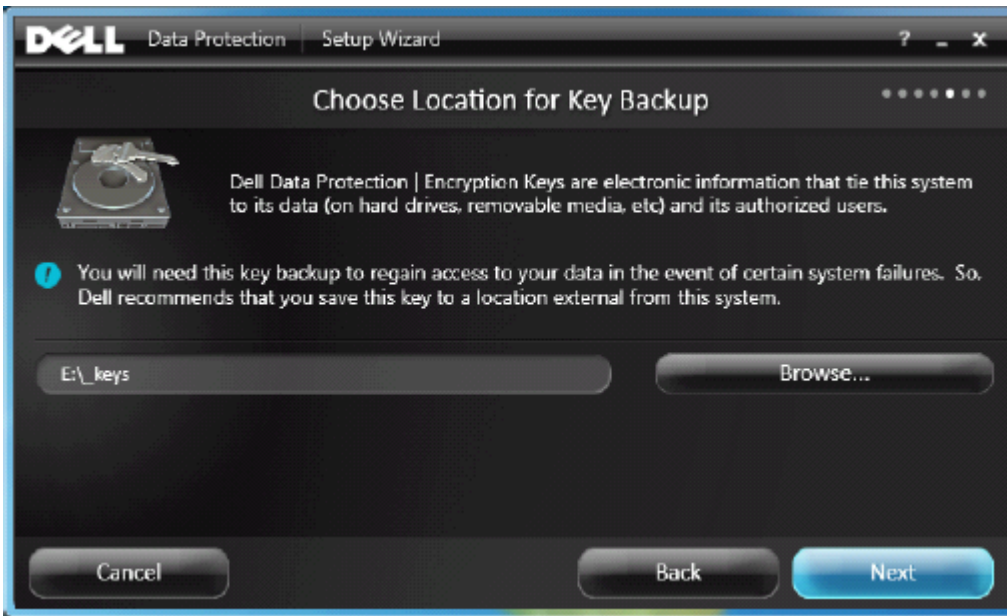 DELL Data Protection | Setup Wizard ? - x
Choose Location for Key Backup
Dell Data Protection | Encryption Keys are electronic information that tie this system
to its data (on hard drives, removable media, etc) and its authorized users.
! You will need this key backup to regain access to your data in the event of certain system failures. So,
Dell recommends that you save this key to a location external from this system.
E:\_keys
Browse...
Cancel
Back
Next